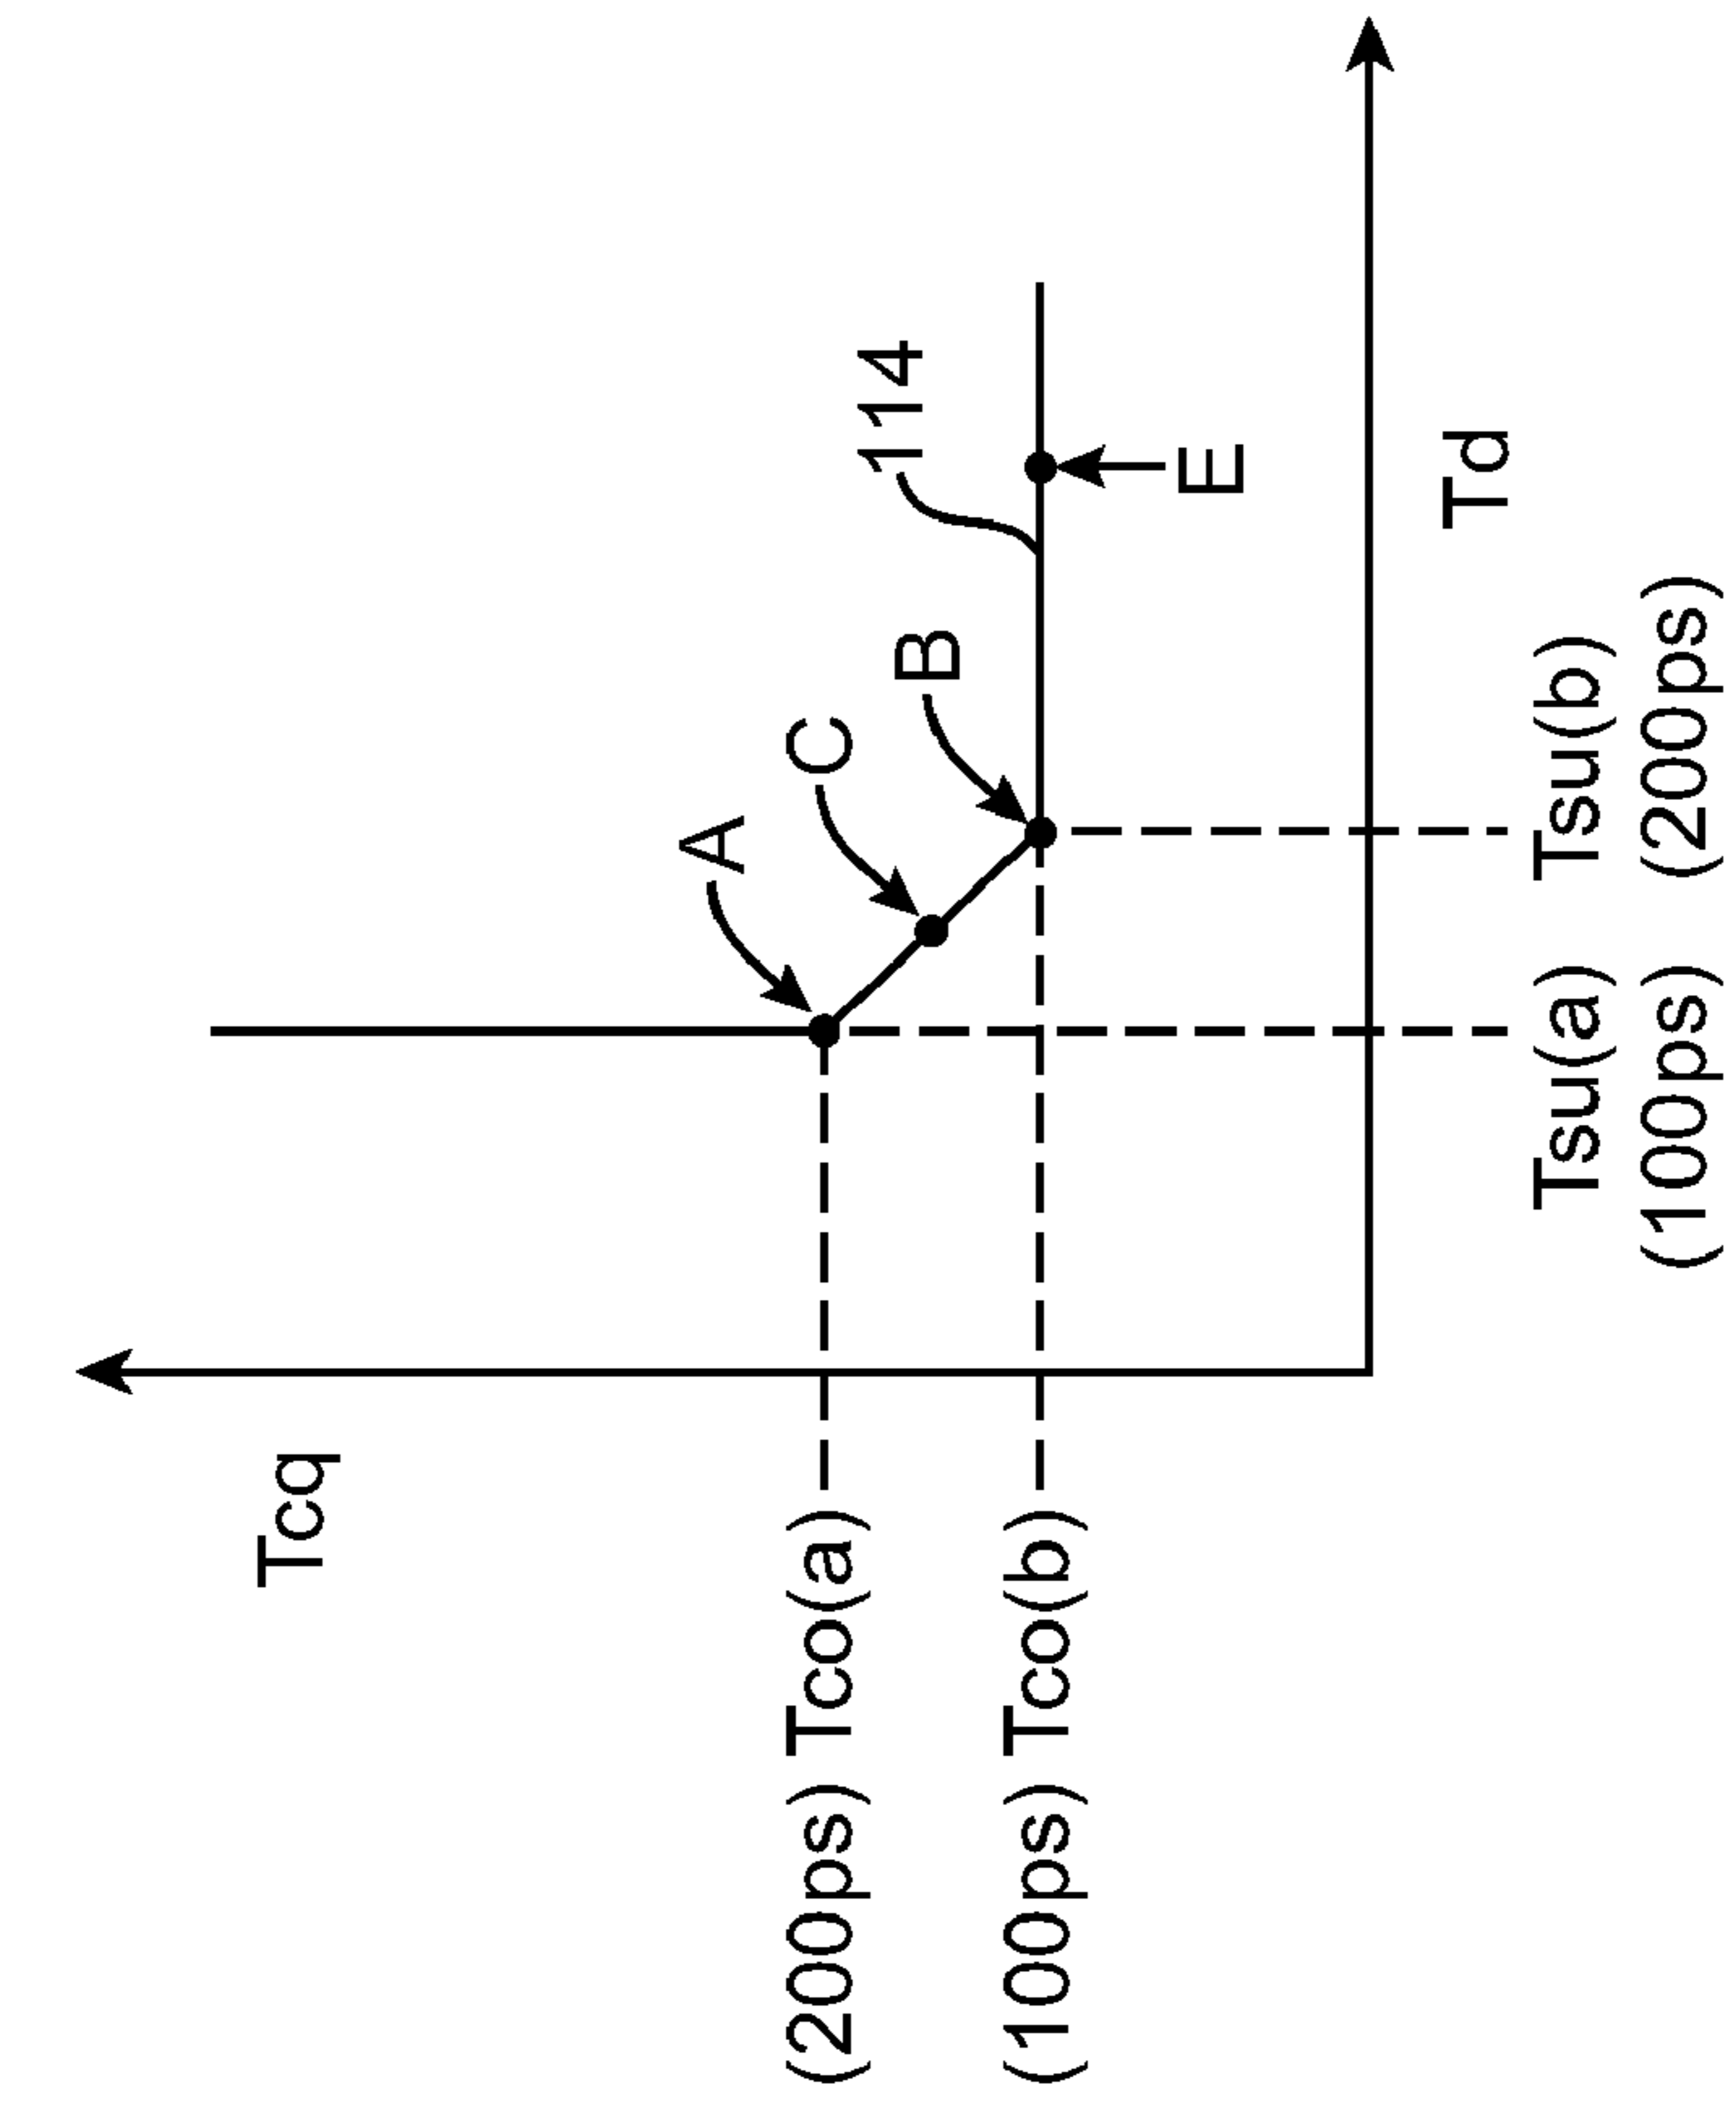 Tcq
A
C
114
B
(200ps) Tco(a)
(100ps) Tco(b)
E
Td
Tsu(a) Tsu(b)
(100ps) (200ps)